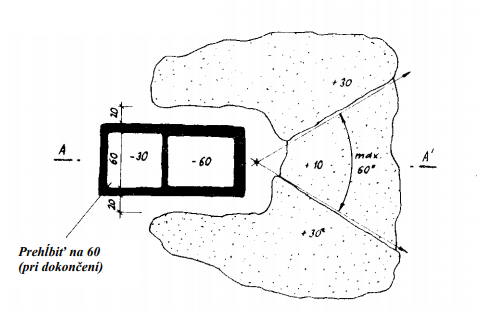 +30
20
A
60
-30
-60
+10
max.
60°
A'
20
+30
Prehĺbiť na 60
(pri dokončení)